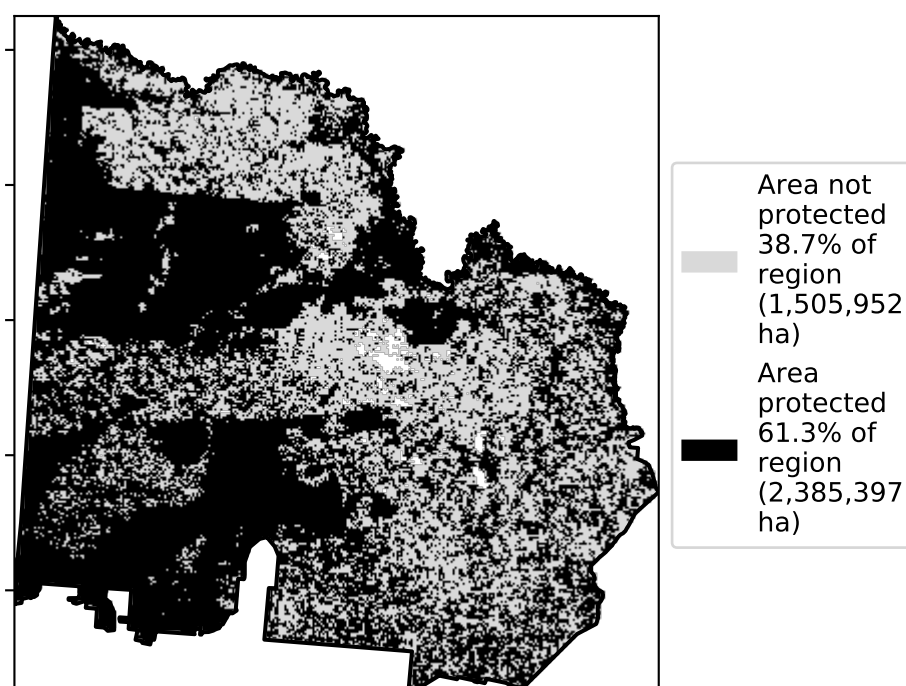 Area not
protected
38.7% of
region
(1,505,952
ha)
Area
protected
61.3% of
region
(2,385,397
ha)